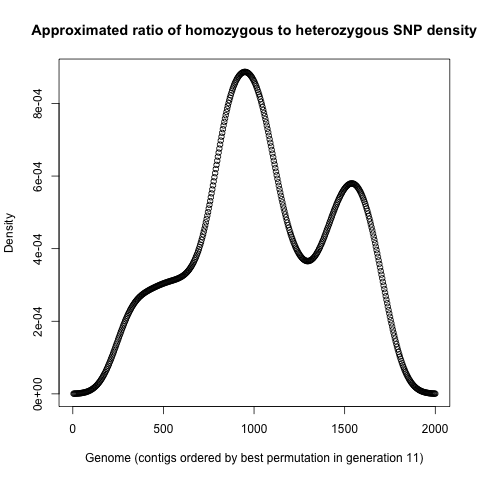 Approximated ratio of homozygous to heterozygous SNP density
Density
8e-04
6e-04
4e-04
2e-04
0e+00
0 500 1000 1500 2000
Genome (contigs ordered by best permutation in generation 11)